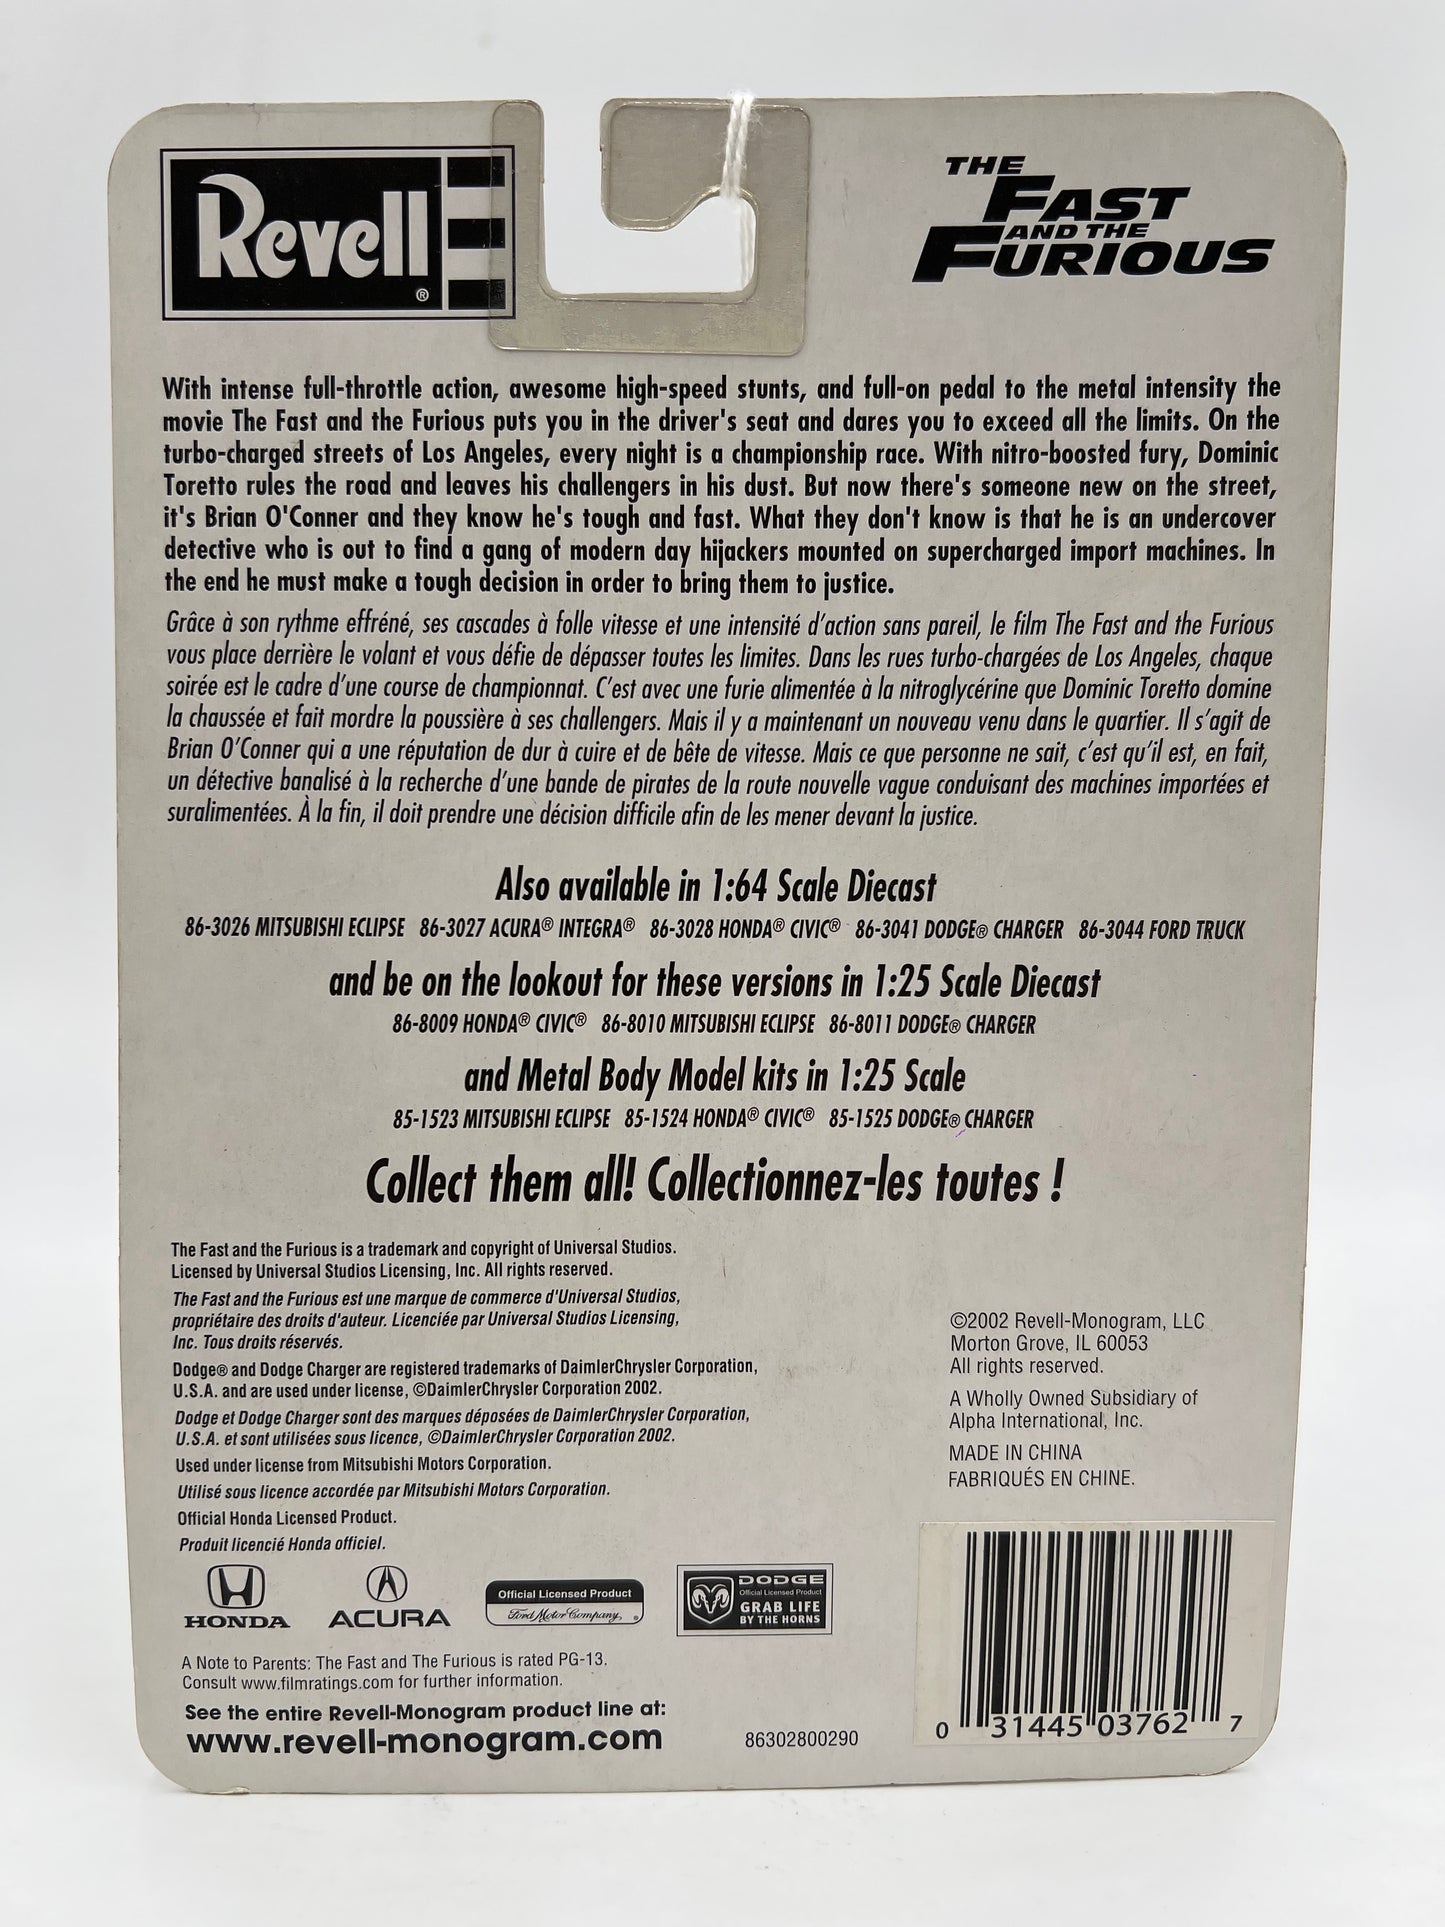 Revell®
THE
FAST
AND THE
FURIOUS
With intense full-throttle action, awesome high-speed stunts, and full-on pedal to the metal intensity the
movie The Fast and the Furious puts you in the driver's seat and dares you to exceed all the limits. On the
turbo-charged streets of Los Angeles, every night is a championship race. With nitro-boosted fury, Dominic
Toretto rules the road and leaves his challengers in his dust. But now there's someone new on the street,
it's Brian O'Conner and they know he's tough and fast. What they don't know is that he is an undercover
detective who is out to find a gang of modern day hijackers mounted on supercharged import machines. In
the end he must make a tough decision in order to bring them to justice.
Grâce à son rythme effréné, ses cascades à folle vitesse et une intensité d'action sans pareil, le film The Fast and the Furious
vous place derrière le volant et vous défie de dépasser toutes les limites. Dans les rues turbo-chargées de Los Angeles, chaque
soirée est le cadre d'une course de championnat. C'est avec une furie alimentée à la nitroglycérine que Dominic Toretto domine
la chaussée et fait mordre la poussière à ses challengers. Mais il y a maintenant un nouveau venu dans le quartier. Il s'agit de
Brian O'Conner qui a une réputation de dur à cuire et de bête de vitesse. Mais ce que personne ne sait, c'est qu'il est, en fait,
un détective banalisé à la recherche d'une bande de pirates de la route nouvelle vague conduisant des machines importées et
suralimentées. À la fin, il doit prendre une décision difficile afin de les mener devant la justice.
Also available in 1:64 Scale Diecast
86-3026 MITSUBISHI ECLIPSE 86-3027 ACURA® INTEGRA® 86-3028 HONDA® CIVIC® 86-3041 DODGE® CHARGER 86-3044 FORD TRUCK
and be on the lookout for these versions in 1:25 Scale Diecast
86-8009 HONDA® CIVIC® 86-8010 MITSUBISHI ECLIPSE 86-8011 DODGE® CHARGER
and Metal Body Model kits in 1:25 Scale
85-1523 MITSUBISHI ECLIPSE 85-1524 HONDA® CIVIC® 85-1525 DODGE® CHARGER
Collect them all! Collectionnez-les toutes !
The Fast and the Furious is a trademark and copyright of Universal Studios.
Licensed by Universal Studios Licensing, Inc. All rights reserved.
The Fast and the Furious est une marque de commerce d'Universal Studios,
propriétaire des droits d'auteur. Licenciée par Universal Studios Licensing,
Inc. Tous droits réservés.
Dodge® and Dodge Charger are registered trademarks of DaimlerChrysler Corporation,
U.S.A. and are used under license, ©DaimlerChrysler Corporation 2002.
Dodge et Dodge Charger sont des marques déposées de DaimlerChrysler Corporation,
U.S.A. et sont utilisées sous licence, ©DaimlerChrysler Corporation 2002.
Used under license from Mitsubishi Motors Corporation.
Utilisé sous licence accordée par Mitsubishi Motors Corporation.
Official Honda Licensed Product.
Produit licencié Honda officiel.
©2002 Revell-Monogram, LLC
Morton Grove, IL 60053
All rights reserved.
A Wholly Owned Subsidiary of
Alpha International, Inc.
MADE IN CHINA
FABRIQUÉS EN CHINE.
HONDA
ACURA
Official Licensed Product
Ford Motor Company, ®
DODGE
Official Licensed Product
GRAB LIFE
BY THE HORNS
A Note to Parents: The Fast and The Furious is rated PG-13.
Consult www.filmratings.com for further information.
See the entire Revell-Monogram product line at:
www.revell-monogram.com
86302800290
0 31445 03762 7